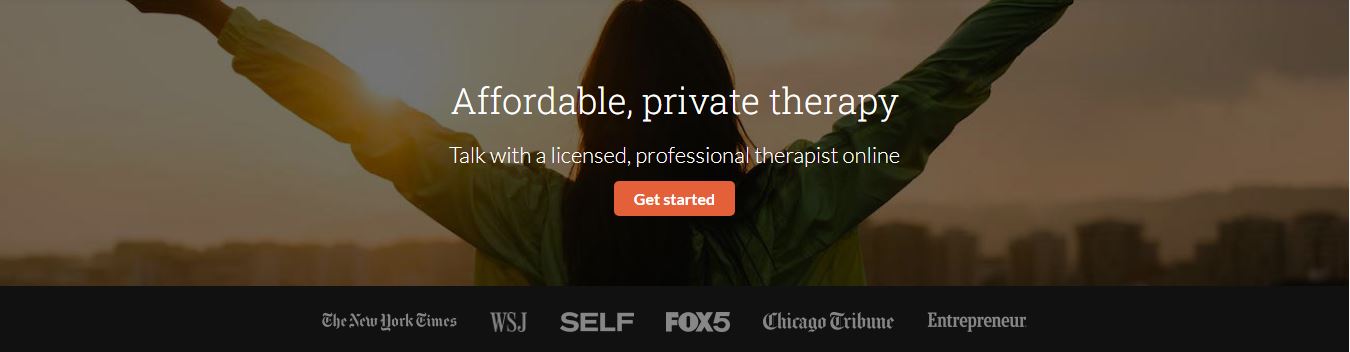 Affordable, private therapy
Talk with a licensed, professional therapist online
Get started
The New York Times WSJ SELF FOX5 Chicago Tribune Entrepreneur